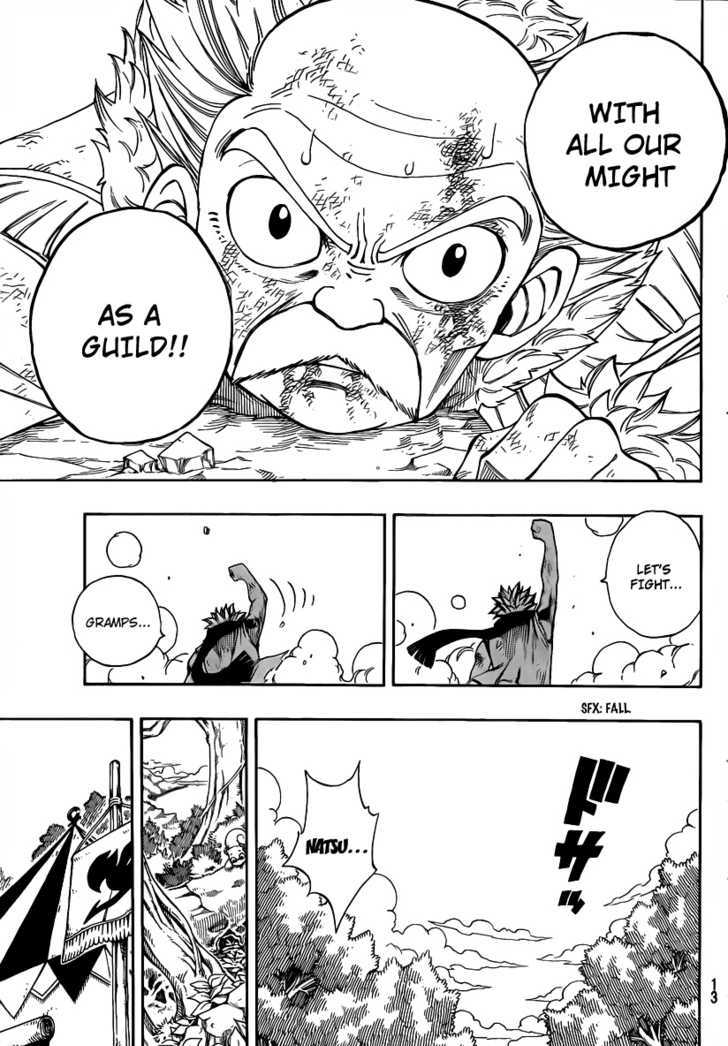 WITH
ALL OUR
MIGHT
AS A
GUILD!!
LET'S
FIGHT...
GRAMPS...
SFX: FALL
ドサッ
NATSU...
13